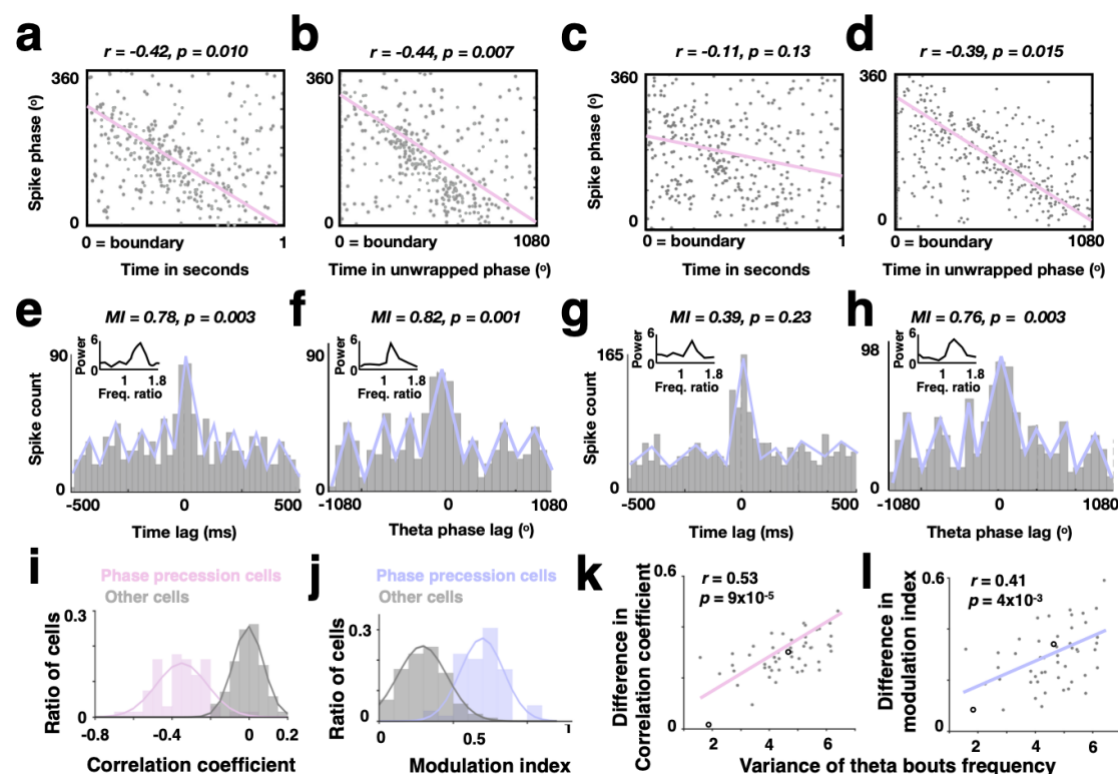 a
b
c
d
r = -0.42, p = 0.010
r = -0.44, p = 0.007
r = -0.11, p = 0.13
r = -0.39, p = 0.015
Spike phase (o)
360
0
0 = boundary
1
Time in seconds
360
0
0 = boundary
1080
Time in unwrapped phase (o)
Spike phase (o)
360
0
0 = boundary
1
Time in seconds
360
0
0 = boundary
1080
Time in unwrapped phase (o)
e
f
g
h
MI = 0.78, p = 0.003
MI = 0.82, p = 0.001
MI = 0.39, p = 0.23
MI = 0.76, p = 0.003
Spike count
90
0
Power
6
0
1
1.8
Freq. ratio
-500
0
500
Time lag (ms)
90
0
Power
6
0
1
1.8
Freq. ratio
-1080
0
1080
Theta phase lag (o)
Spike count
165
0
Power
6
0
1
1.8
Freq. ratio
-500
0
500
Time lag (ms)
98
0
Power
6
0
1
1.8
Freq. ratio
-1080
0
1080
Theta phase lag (o)
i
Phase precession cells
Other cells
Ratio of cells
0.3
0
-0.8
-0.4
0
0.2
Correlation coefficient
j
Phase precession cells
Other cells
Ratio of cells
0.3
0
0
0.5
1
Modulation index
k
r = 0.53
p = 9x10-5
Difference in
Correlation coefficient
0.6
0
2
4
6
l
r = 0.41
p = 4x10-3
Difference in
modulation index
0.6
0
2
4
6
Variance of theta bouts frequency